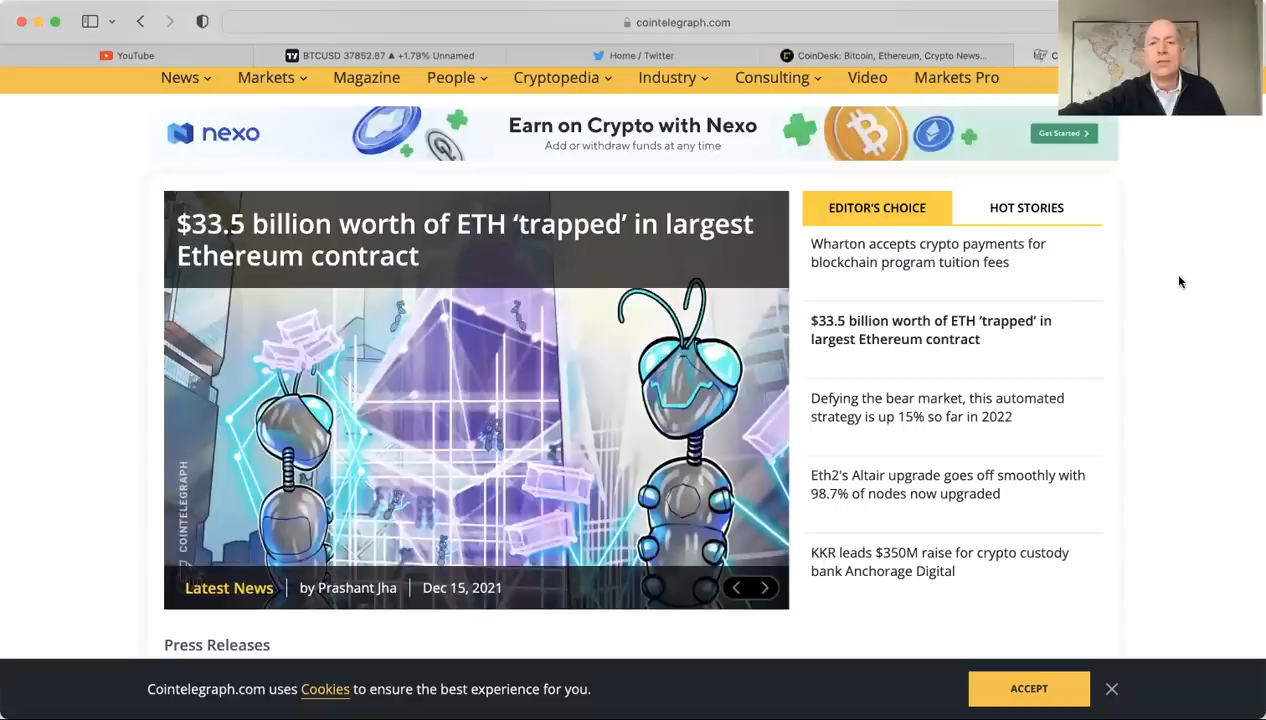 cointelegraph.com
YouTube
BTCUSD 37852.87 ▲ +1.79% Unnamed
Home / Twitter
CoinDesk: Bitcoin, Ethereum, Crypto News...
C
News
Markets
Magazine
People
Cryptopedia
Industry
Consulting
Video
Markets Pro
nexo
Earn on Crypto with Nexo
Add or withdraw funds at any time
Get Started
$33.5 billion worth of ETH ‘trapped’ in largest
Ethereum contract
COINTELEGRAPH
Latest News
by Prashant Jha
Dec 15, 2021
EDITOR'S CHOICE
HOT STORIES
Wharton accepts crypto payments for
blockchain program tuition fees
$33.5 billion worth of ETH ‘trapped’ in
largest Ethereum contract
Defying the bear market, this automated
strategy is up 15% so far in 2022
Eth2's Altair upgrade goes off smoothly with
98.7% of nodes now upgraded
KKR leads $350M raise for crypto custody
bank Anchorage Digital
Press Releases
Cointelegraph.com uses Cookies to ensure the best experience for you.
ACCEPT